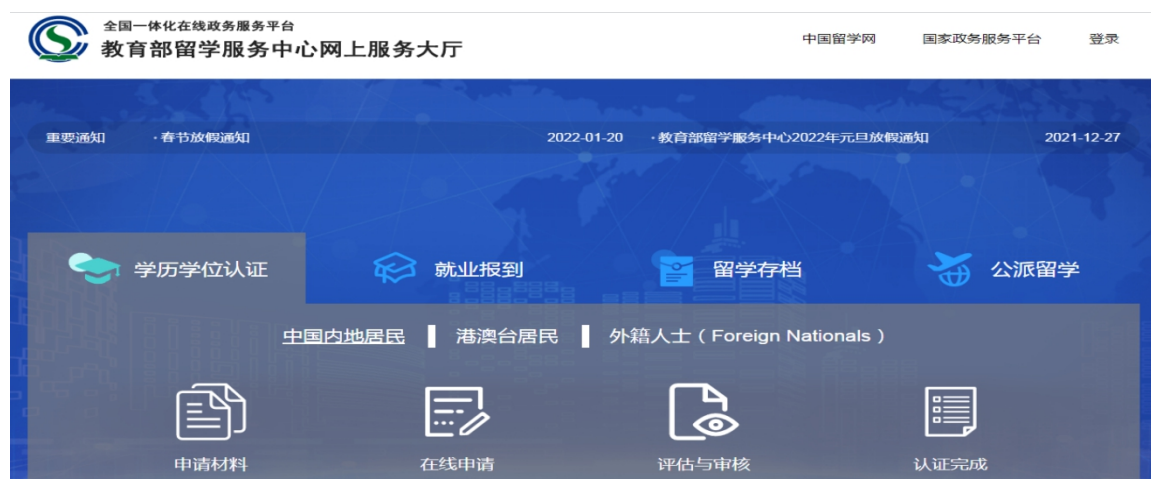 全国一体化在线政务服务平台
教育部留学服务中心网上服务大厅
中国留学网 国家政务服务平台 登录
重要通知 ·春节放假通知 2022-01-20 ·教育部留学服务中心2022年元旦放假通知 2021-12-27
学历学位认证 就业报到 留学存档 公派留学
中国内地居民 港澳台居民 外籍人士（Foreign Nationals）
申请材料 在线申请 评估与审核 认证完成